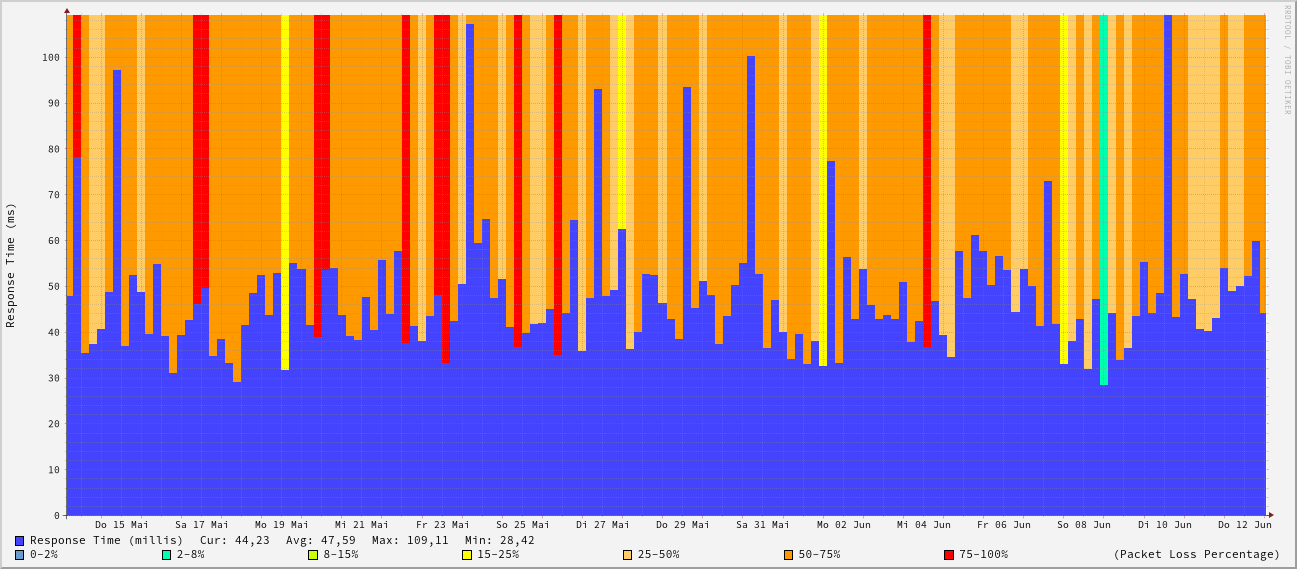 RRDTOOL / TOBI OETIKER
Response Time (ms)
100
90
80
70
60
50
40
30
20
10
0
Do 15 Mai Sa 17 Mai Mo 19 Mai Mi 21 Mai Fr 23 Mai So 25 Mai Di 27 Mai Do 29 Mai Sa 31 Mai Mo 02 Jun Mi 04 Jun Fr 06 Jun So 08 Jun Di 10 Jun Do 12 Jun
Response Time (millis) Cur: 44,23 Avg: 47,59 Max: 109,11 Min: 28,42
0-2% 2-8% 8-15% 15-25% 25-50% 50-75% 75-100% (Packet Loss Percentage)